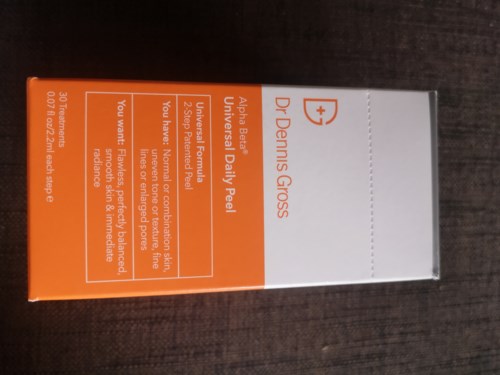 Dr Dennis Gross
Alpha Beta®
Universal Daily Peel
Universal Formula
2-Step Patented Peel
You have: Normal or combination skin,
uneven tone or texture, fine
lines or enlarged pores
You want: Flawless, perfectly balanced,
smooth skin & immediate
radiance
30 Treatments
0.07 fl oz/2.2ml each step ℮